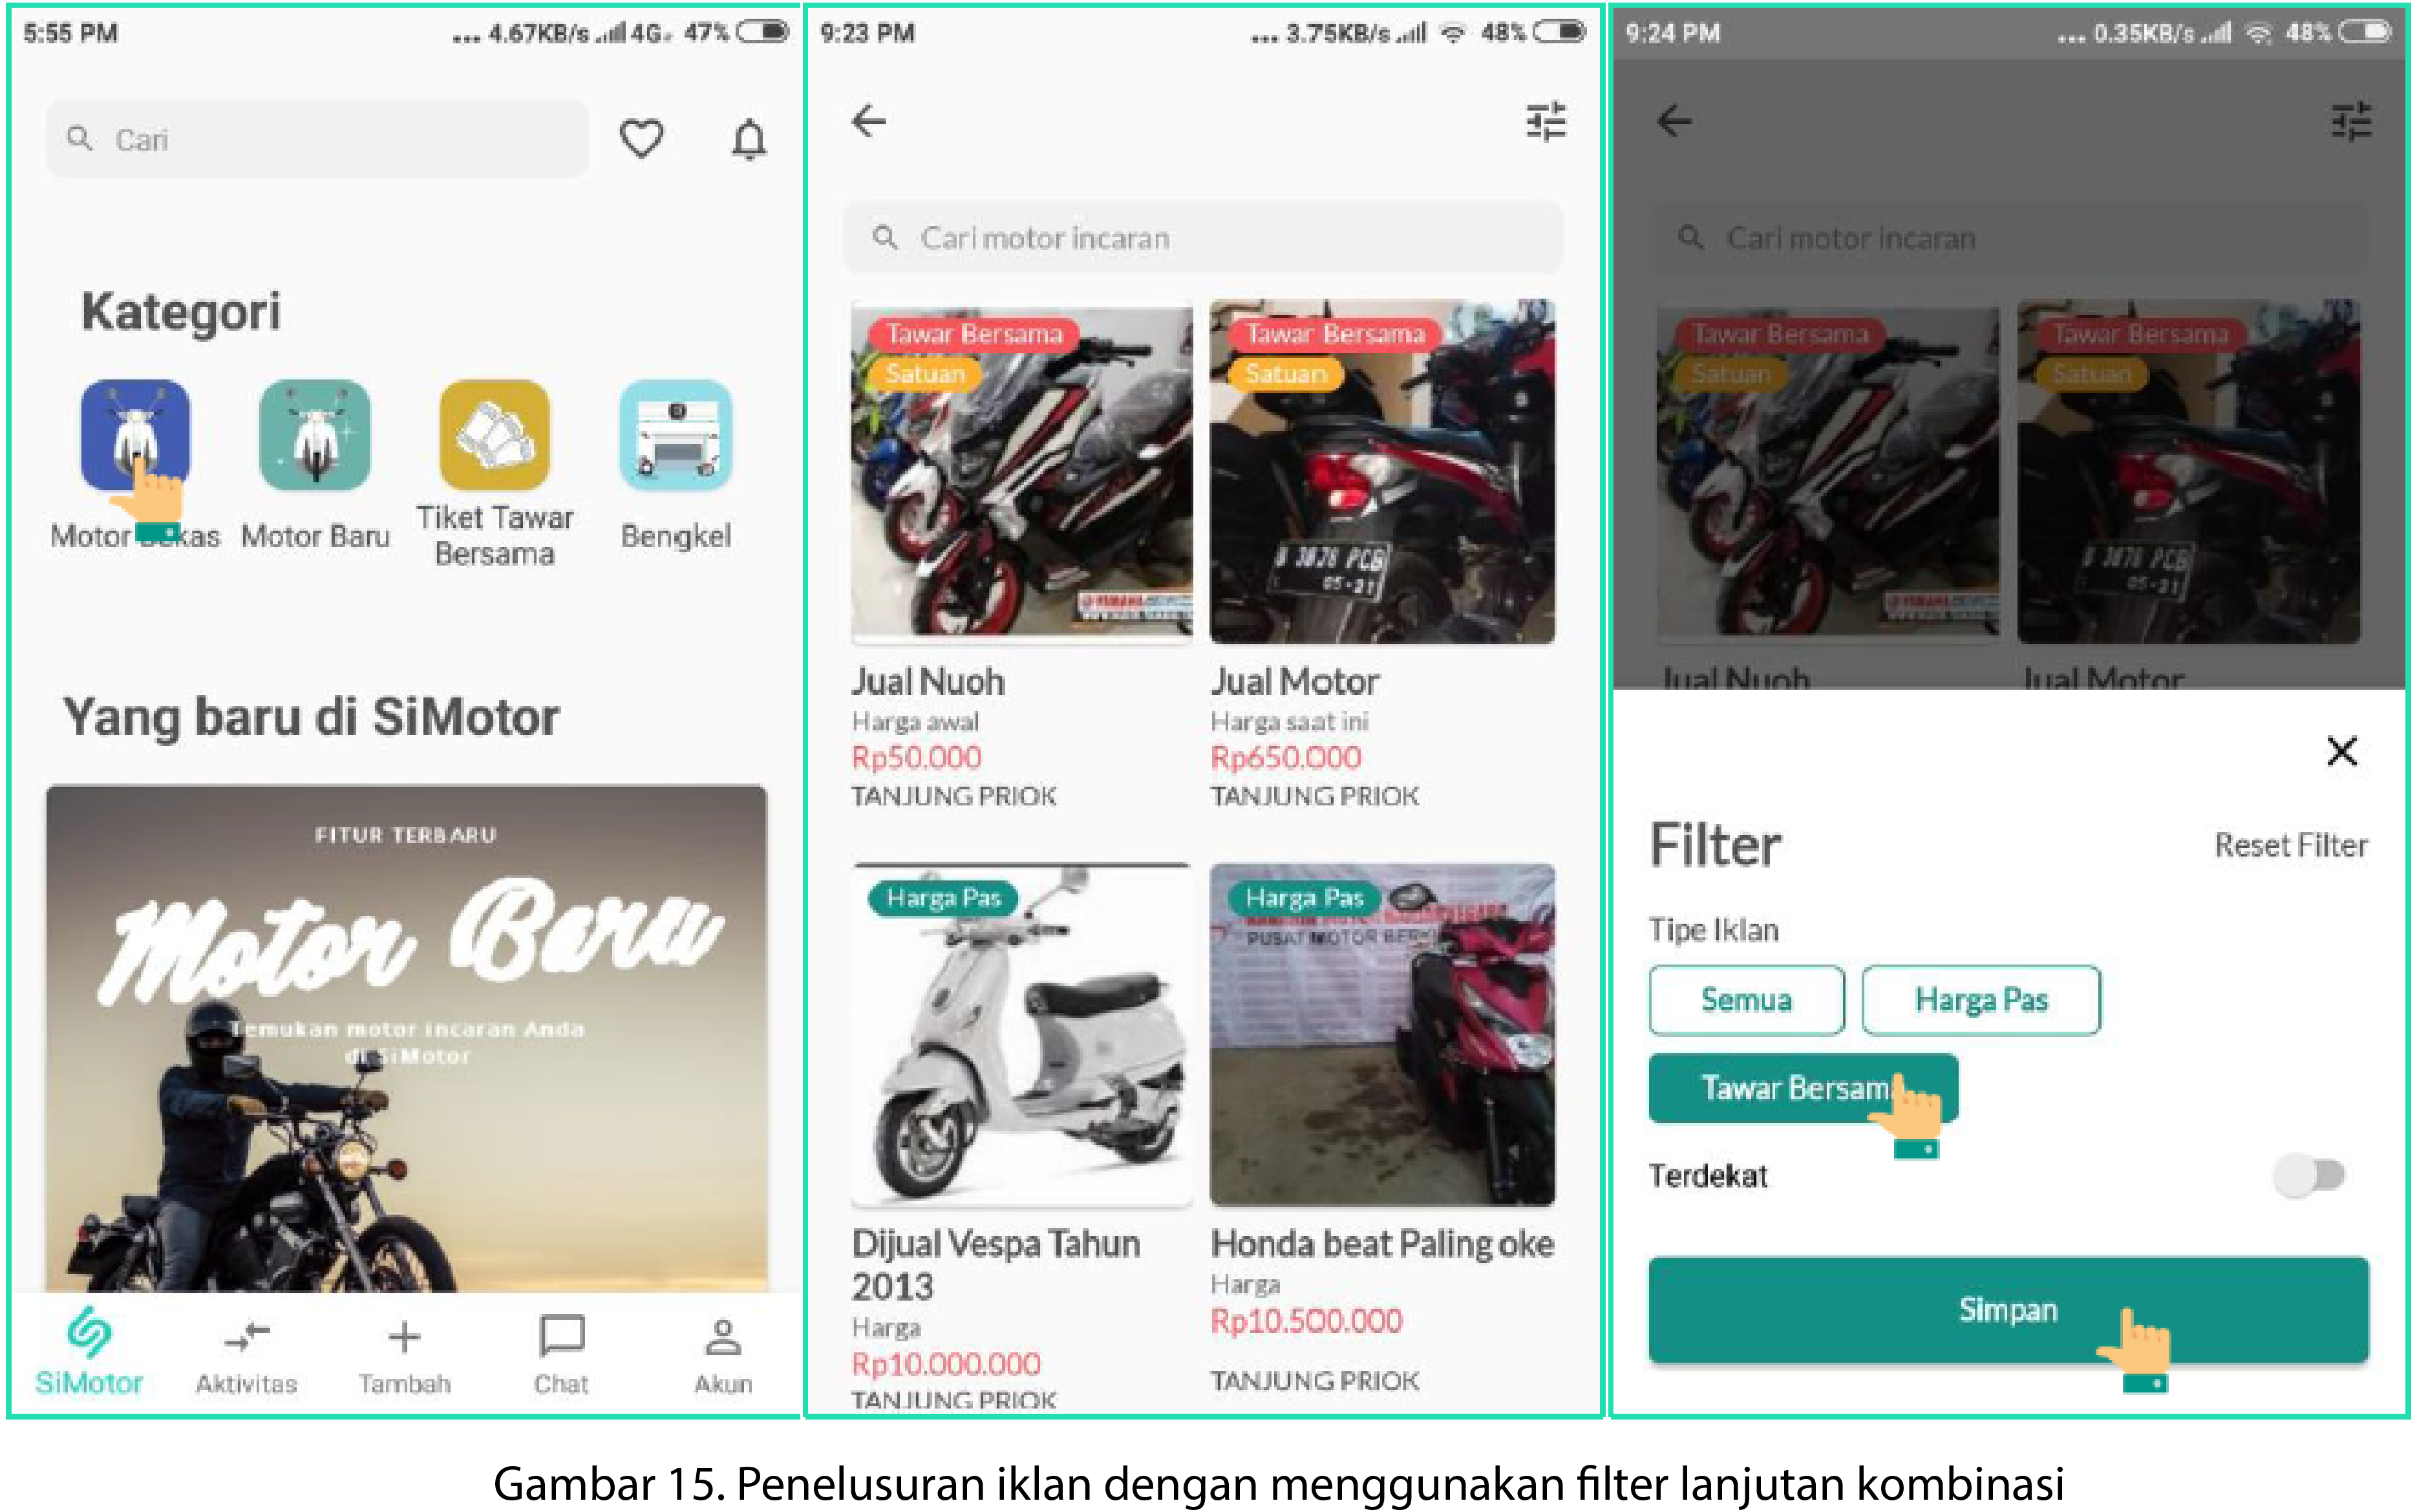 5:55 PM
... 4.67KB/s 4G 47%
Cari
Kategori
Motor Bekas
Motor Baru
Tiket Tawar
Bersama
Bengkel
Yang baru di SiMotor
FITUR TERBARU
Motor Baru
Temukan motor incaran Anda
di SiMotor
SiMotor
Aktivitas
Tambah
Chat
Akun
9:23 PM
... 3.75KB/s 48%
Cari motor incaran
Tawar Bersama
Satuan
Jual Nuoh
Harga awal
Rp50.000
TANJUNG PRIOK
Tawar Bersama
Satuan
B 3878 PCB
05-21
Jual Motor
Harga saat ini
Rp650.000
TANJUNG PRIOK
Harga Pas
Dijual Vespa Tahun
2013
Harga
Rp10.000.000
TANJUNG PRIOK
Harga Pas
PUSAT MOTOR
Honda beat Paling oke
Harga
Rp10.500.000
TANJUNG PRIOK
9:24 PM
... 0.35KB/s 48%
Cari motor incaran
Tawar Bersama
Satuan
Jual Nuoh
Tawar Bersama
Satuan
Jual Motor
Filter
Reset Filter
Tipe Iklan
Semua
Harga Pas
Tawar Bersama
Terdekat
Simpan
Gambar 15. Penelusuran iklan dengan menggunakan filter lanjutan kombinasi